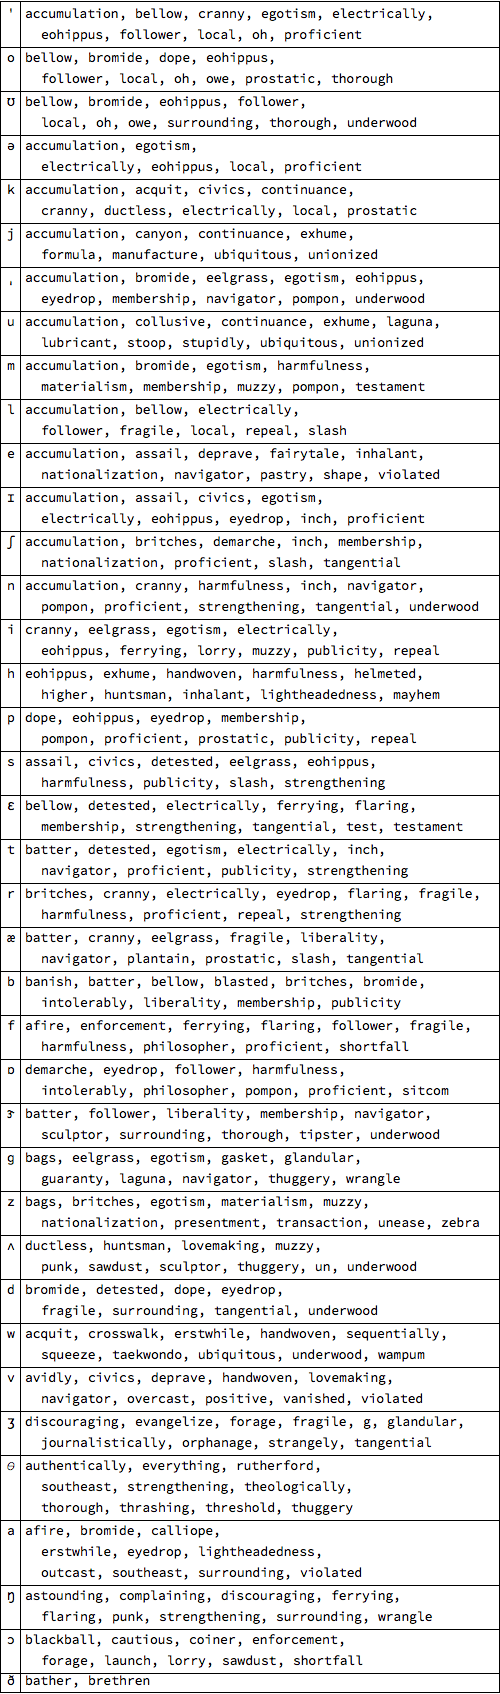 ˈ accumulation, bellow, cranny, egotism, electrically,
eohippus, follower, local, oh, proficient
o bellow, bromide, dope, eohippus,
follower, local, oh, owe, prostatic, thorough
ʊ bellow, bromide, eohippus, follower,
local, oh, owe, surrounding, thorough, underwood
ə accumulation, egotism,
electrically, eohippus, local, proficient
k accumulation, acquit, civics, continuance,
cranny, ductless, electrically, local, prostatic
j accumulation, canyon, continuance, exhume,
formula, manufacture, ubiquitous, unionized
ˌ accumulation, bromide, eelgrass, egotism, eohippus,
eyedrop, membership, navigator, pompon, underwood
u accumulation, collusive, continuance, exhume, laguna,
lubricant, stoop, stupidly, ubiquitous, unionized
m accumulation, bromide, egotism, harmfulness,
materialism, membership, muzzy, pompon, testament
l accumulation, bellow, electrically,
follower, fragile, local, repeal, slash
e accumulation, assail, deprave, fairytale, inhalant,
nationalization, navigator, pastry, shape, violated
ɪ accumulation, assail, civics, egotism,
electrically, eohippus, eyedrop, inch, proficient
ʃ accumulation, britches, demarche, inch, membership,
nationalization, proficient, slash, tangential
n accumulation, cranny, harmfulness, inch, navigator,
pompon, proficient, strengthening, tangential, underwood
i cranny, eelgrass, egotism, electrically,
eohippus, ferrying, lorry, muzzy, publicity, repeal
h eohippus, exhume, handwoven, harmfulness, helmeted,
higher, huntsman, inhalant, lightheadedness, mayhem
p dope, eohippus, eyedrop, membership,
pompon, proficient, prostatic, publicity, repeal
s assail, civics, detested, eelgrass, eohippus,
harmfulness, publicity, slash, strengthening
ɛ bellow, detested, electrically, ferrying, flaring,
membership, strengthening, tangential, test, testament
t batter, detested, egotism, electrically, inch,
navigator, proficient, publicity, strengthening
r britches, cranny, electrically, eyedrop, flaring, fragile,
harmfulness, proficient, repeal, strengthening
æ batter, cranny, eelgrass, fragile, liberality,
navigator, plantain, prostatic, slash, tangential
b banish, batter, bellow, blasted, britches, bromide,
intolerably, liberality, membership, publicity
f afire, enforcement, ferrying, flaring, follower, fragile,
harmfulness, philosopher, proficient, shortfall
ɒ demarche, eyedrop, follower, harmfulness,
intolerably, philosopher, pompon, proficient, sitcom
ɝ batter, follower, liberality, membership, navigator,
sculptor, surrounding, thorough, tipster, underwood
g bags, eelgrass, egotism, gasket, glandular,
guaranty, laguna, navigator, thuggery, wrangle
z bags, britches, egotism, materialism, muzzy,
nationalization, presentment, transaction, unease, zebra
ʌ ductless, huntsman, lovemaking, muzzy,
punk, sawdust, sculptor, thuggery, un, underwood
d bromide, detested, dope, eyedrop,
fragile, surrounding, tangential, underwood
w acquit, crosswalk, erstwhile, handwoven, sequentially,
squeeze, taekwondo, ubiquitous, underwood, wampum
v avidly, civics, deprave, handwoven, lovemaking,
navigator, overcast, positive, vanished, violated
ʒ discouraging, evangelize, forage, fragile, g, glandular,
journalistically, orphanage, strangely, tangential
θ authentically, everything, rutherford,
southeast, strengthening, theologically,
thorough, thrashing, threshold, thuggery
a afire, bromide, calliope,
erstwhile, eyedrop, lightheadedness,
outcast, southeast, surrounding, violated
ŋ astounding, complaining, discouraging, ferrying,
flaring, punk, strengthening, surrounding, wrangle
ɔ blackball, cautious, coiner, enforcement,
forage, launch, lorry, sawdust, shortfall
ð bather, brethren